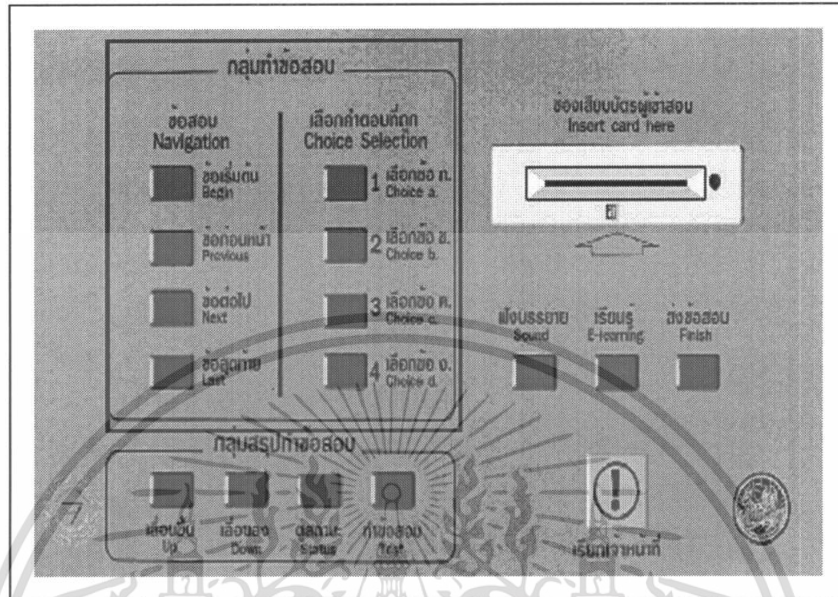 กลุ่มทำข้อสอบ
ข้อสอบ
Navigation
ข้อเริ่มต้น
Begin
ข้อก่อนหน้า
Previous
ข้อต่อไป
Next
ข้อสุดท้าย
Last
เลือกคำตอบที่ถูก
Choice Selection
1 เลือกข้อ ก.
Choice a.
2 เลือกข้อ ข.
Choice b.
3 เลือกข้อ ค.
Choice c.
4 เลือกข้อ ง.
Choice d.
ช่องเสียบบัตรผู้เข้าสอบ
Insert card here
ฟังบรรยาย
Sound
เรียนรู้
E-learning
ส่งข้อสอบ
Finish
กลุ่มสรุปทำข้อสอบ
เลื่อนขึ้น
Up
เลื่อนลง
Down
ดูสถานะ
Status
ทำข้อสอบ
Test
เรียกเจ้าหน้าที่
7